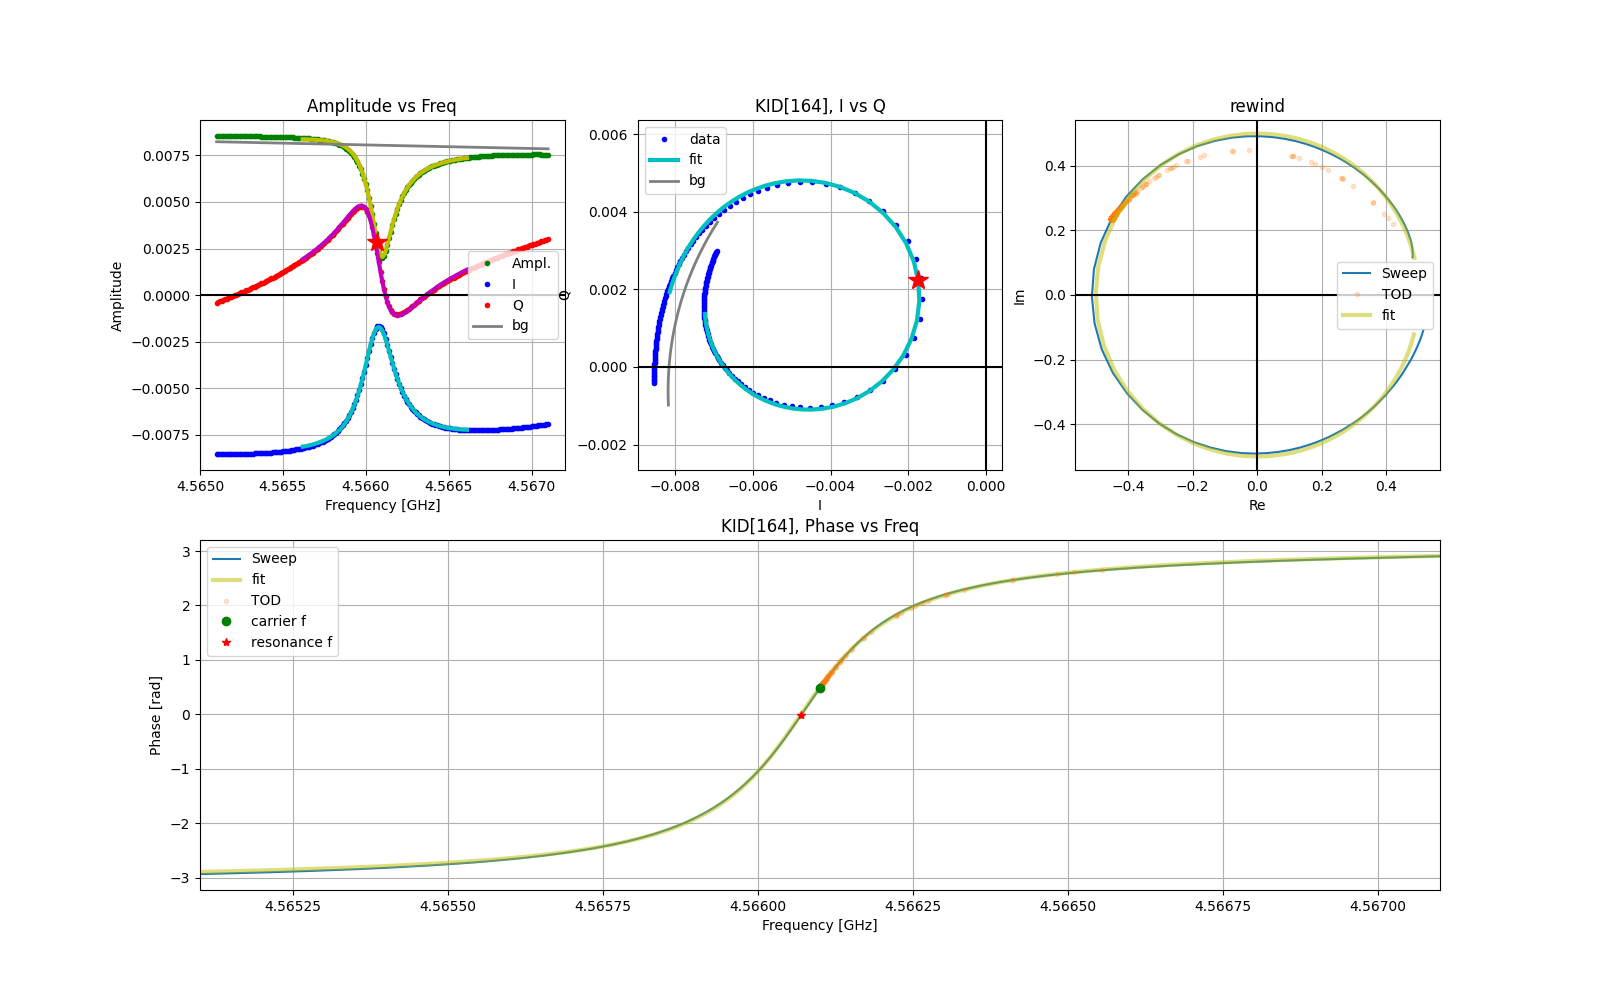 Amplitude vs Freq
0.0075
0.0050
0.0025
0.0000
−0.0025
−0.0050
−0.0075
Amplitude
Ampl.
I
Q
bg
4.5650
4.5655
4.5660
4.5665
4.5670
Frequency [GHz]
KID[164], I vs Q
0.006
0.004
0.002
0.000
−0.002
Q
data
fit
bg
−0.008
−0.006
−0.004
−0.002
0.000
I
rewind
0.4
0.2
0.0
−0.2
−0.4
Im
Sweep
TOD
fit
−0.4
−0.2
0.0
0.2
0.4
Re
KID[164], Phase vs Freq
3
2
1
0
−1
−2
−3
Phase [rad]
Sweep
fit
TOD
carrier f
resonance f
4.56525
4.56550
4.56575
4.56600
4.56625
4.56650
4.56675
4.56700
Frequency [GHz]